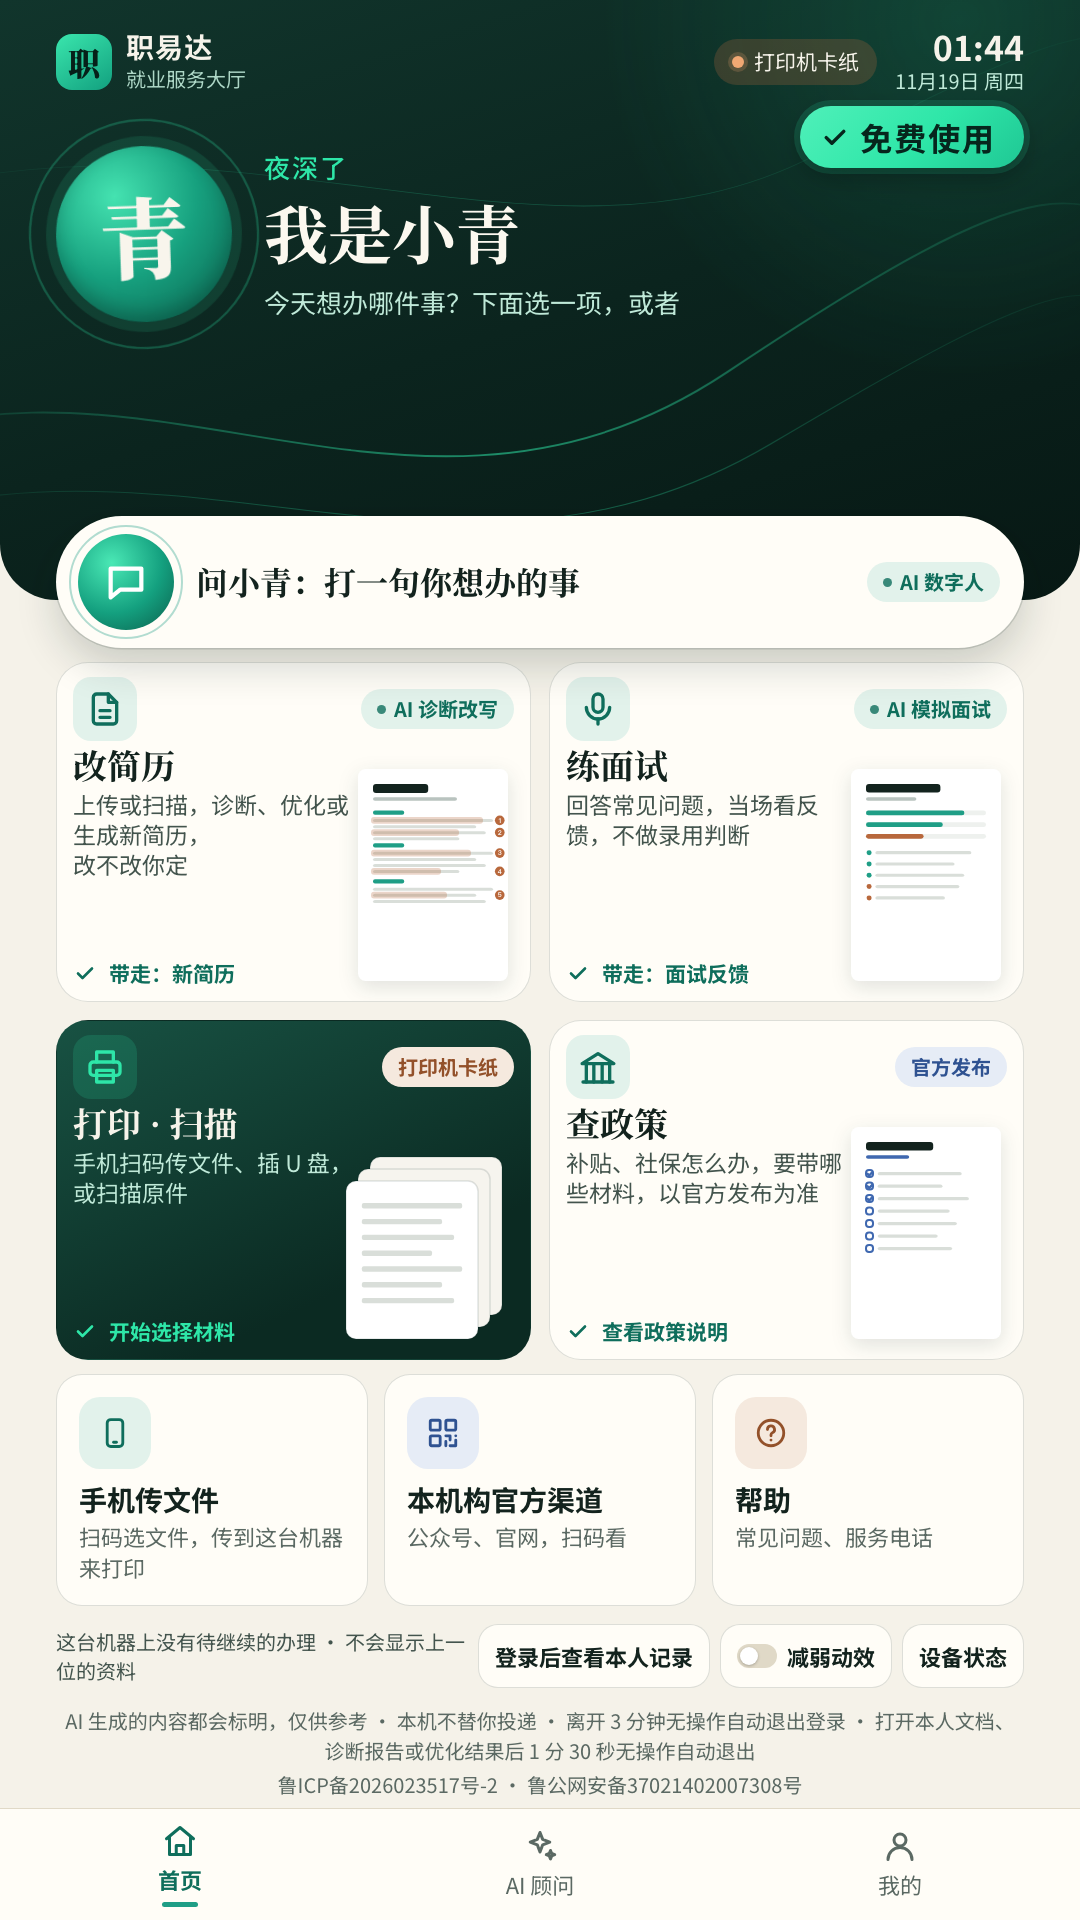 职
职易达
就业服务大厅
打印机卡纸
01:44
11月19日 周四
免费使用
青
夜深了
我是小青
今天想办哪件事？下面选一项，或者
问小青：打一句你想办的事
AI 数字人
AI 诊断改写
改简历
上传或扫描，诊断、优化或
生成新简历，
改不改你定
1
2
3
4
5
带走：新简历
AI 模拟面试
练面试
回答常见问题，当场看反
馈，不做录用判断
带走：面试反馈
打印机卡纸
打印 · 扫描
手机扫码传文件、插 U 盘，
或扫描原件
开始选择材料
官方发布
查政策
补贴、社保怎么办，要带哪
些材料，以官方发布为准
查看政策说明
手机传文件
扫码选文件，传到这台机器
来打印
本机构官方渠道
公众号、官网，扫码看
帮助
常见问题、服务电话
这台机器上没有待继续的办理 · 不会显示上一
位的资料
登录后查看本人记录
减弱动效
设备状态
AI 生成的内容都会标明，仅供参考 · 本机不替你投递 · 离开 3 分钟无操作自动退出登录 · 打开本人文档、
诊断报告或优化结果后 1 分 30 秒无操作自动退出
鲁ICP备2026023517号-2 · 鲁公网安备37021402007308号
首页
AI 顾问
我的